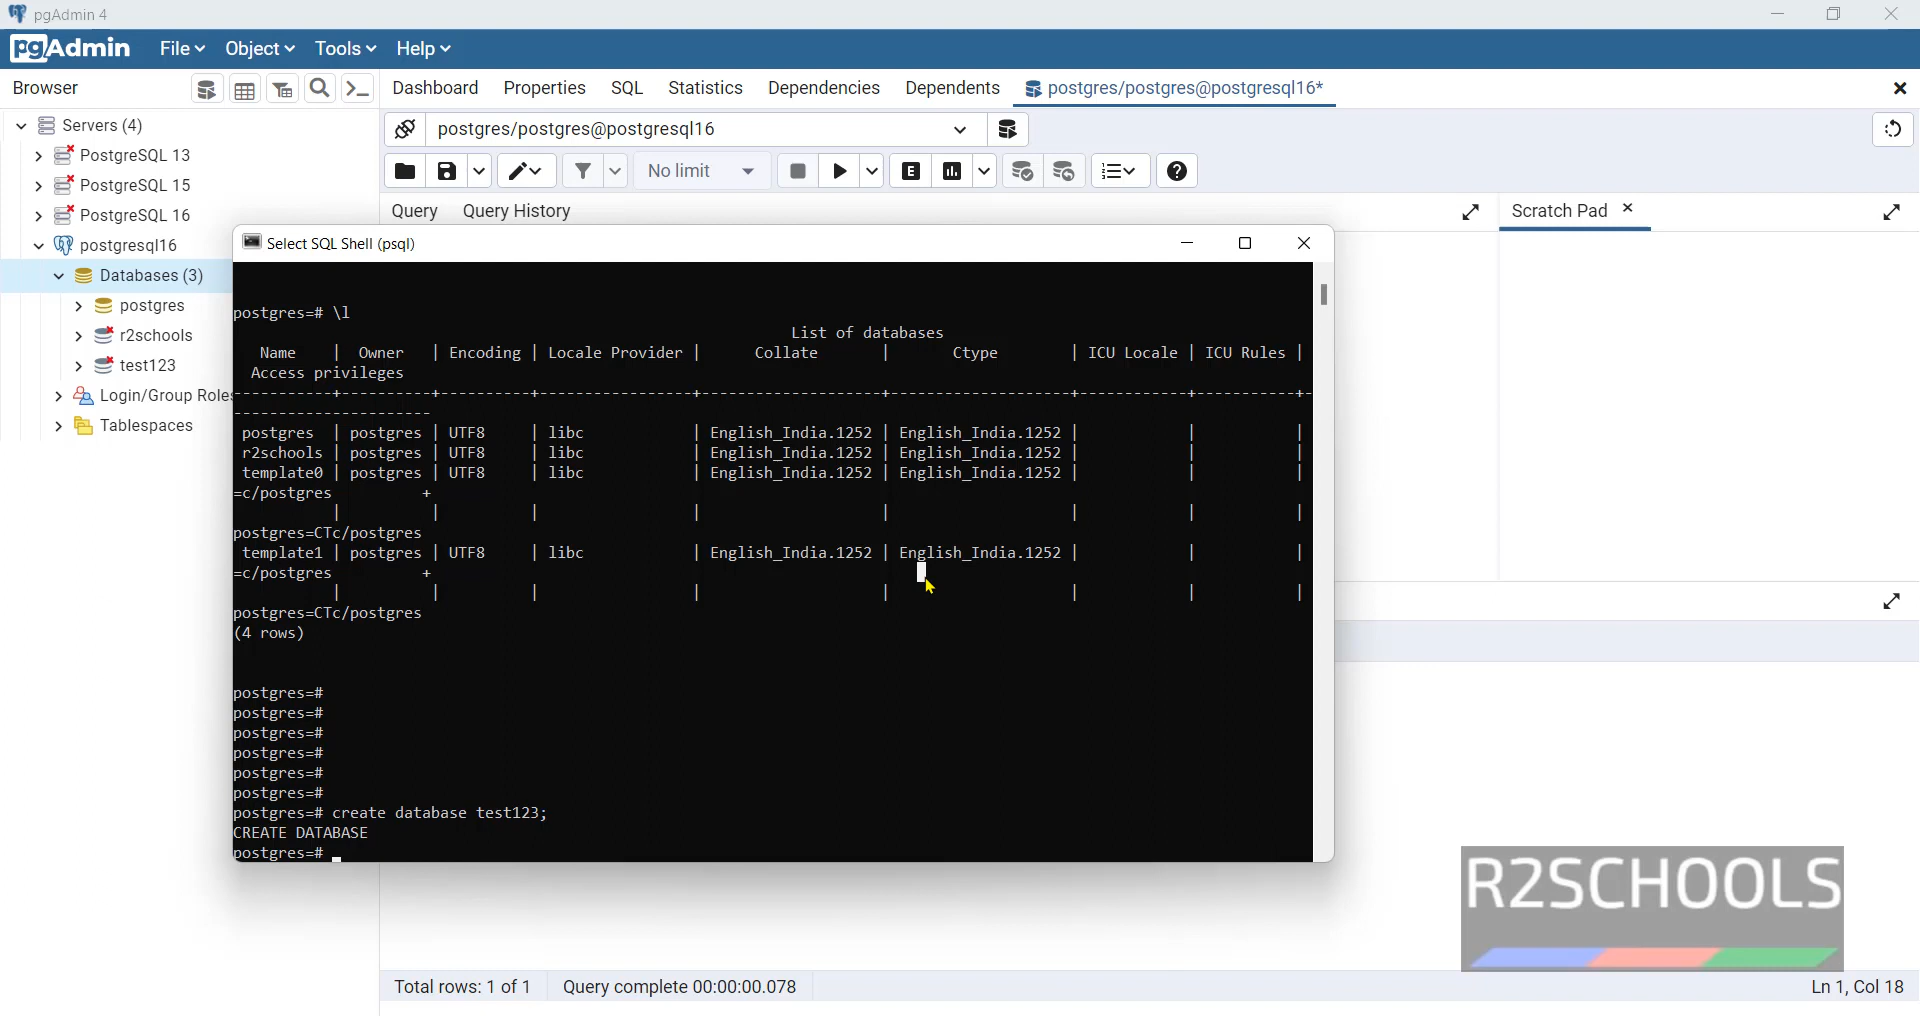 pgAdmin 4
pgAdmin File Object Tools Help
Browser
Dashboard Properties SQL Statistics Dependencies Dependents postgres/postgres@postgresql16*
Servers (4)
PostgreSQL 13
PostgreSQL 15
PostgreSQL 16
postgresql16
Databases (3)
postgres
r2schools
test123
Login/Group Roles
Tablespaces
postgres/postgres@postgresql16
No limit
E
Query Query History
Scratch Pad
Select SQL Shell (psql)
postgres=# \l
List of databases
Name | Owner | Encoding | Locale Provider | Collate | Ctype | ICU Locale | ICU Rules |
Access privileges
-----------+----------+----------+-----------------+--------------------+--------------------+------------+-----------+-
----------------------
postgres | postgres | UTF8 | libc | English_India.1252 | English_India.1252 | | |
r2schools | postgres | UTF8 | libc | English_India.1252 | English_India.1252 | | |
template0 | postgres | UTF8 | libc | English_India.1252 | English_India.1252 | | |
=c/postgres +
| | | | | | | |
postgres=CTc/postgres
template1 | postgres | UTF8 | libc | English_India.1252 | English_India.1252 | | |
=c/postgres +
| | | | | | | |
postgres=CTc/postgres
(4 rows)
postgres=#
postgres=#
postgres=#
postgres=#
postgres=#
postgres=#
postgres=# create database test123;
CREATE DATABASE
postgres=#
R2SCHOOLS
Total rows: 1 of 1 Query complete 00:00:00.078 Ln 1, Col 18